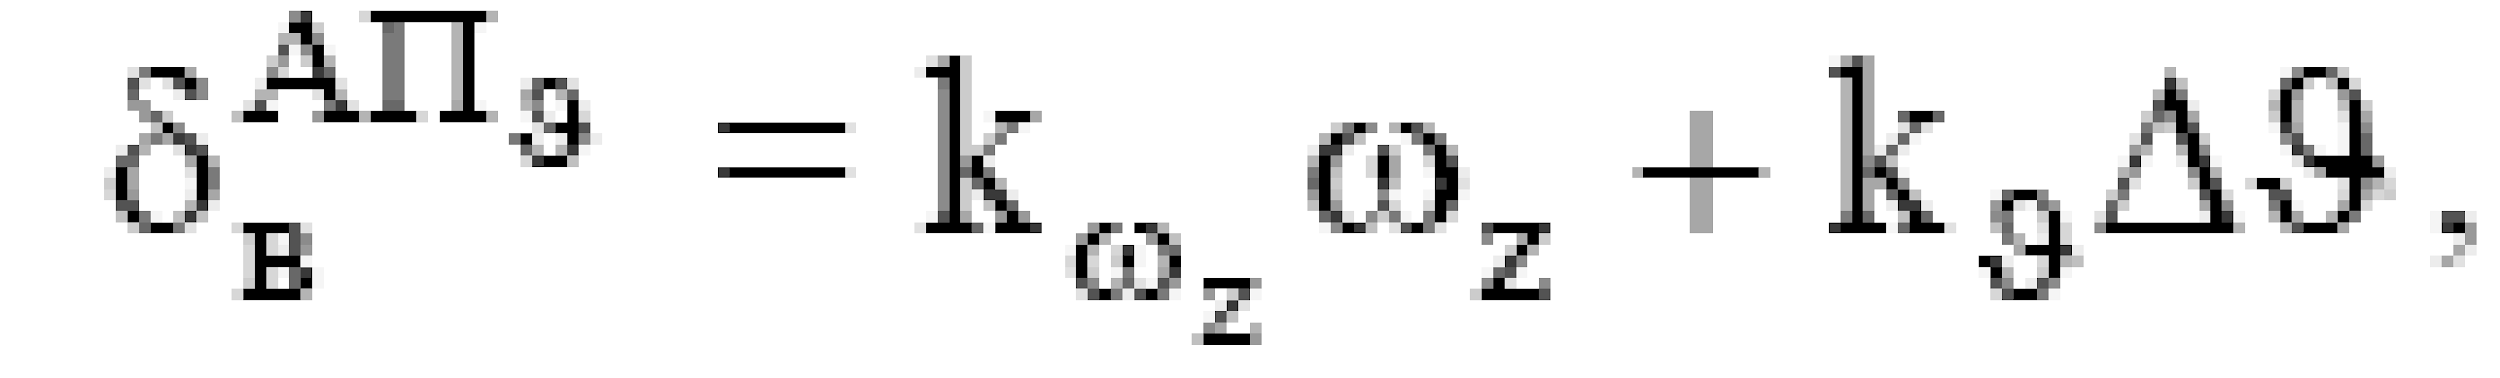 δ_в^{АП_ϑ} = k_{ω_z} ω_z + k_ϑ Δϑ,